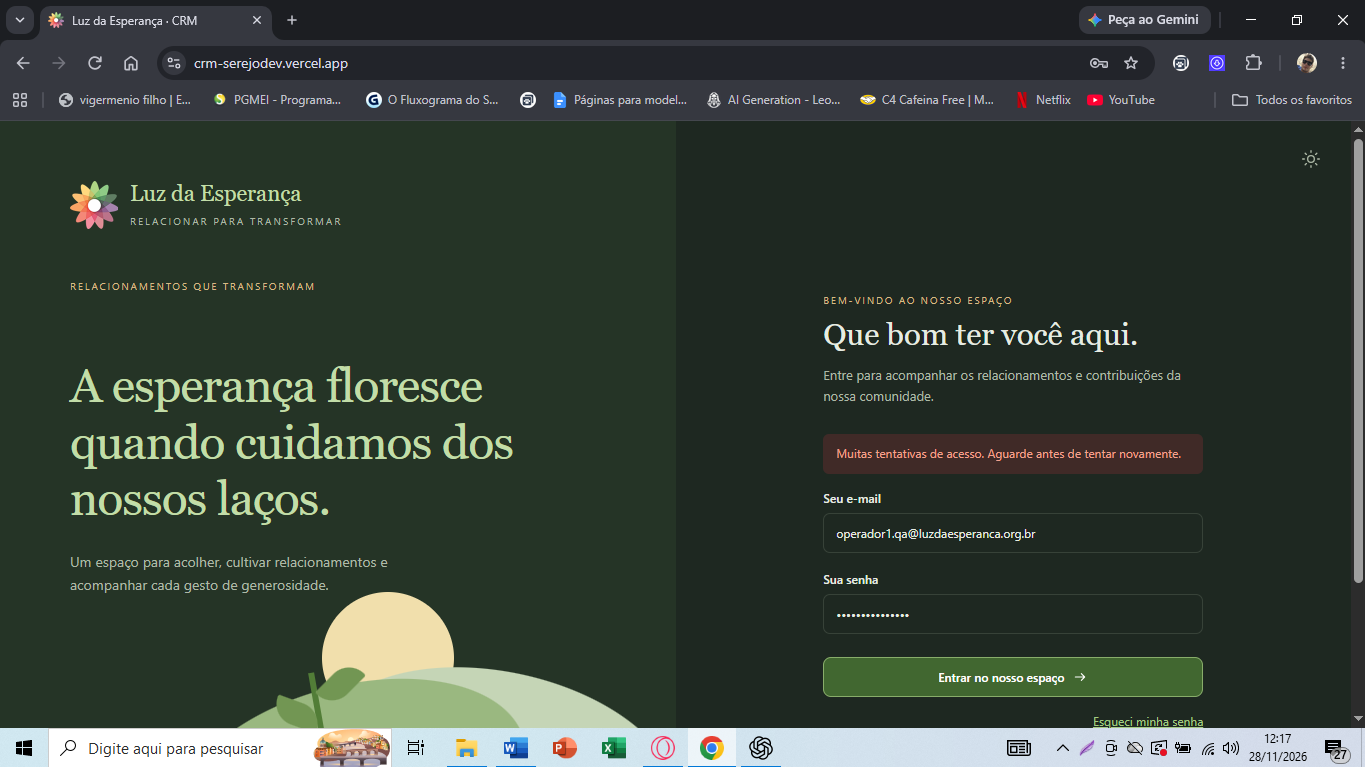 Luz da Esperança · CRM
Peça ao Gemini
crm-serejodev.vercel.app
vigermenio filho | E...
PGMEI - Programa...
O Fluxograma do S...
Páginas para model...
AI Generation - Leo...
C4 Cafeina Free | M...
Netflix
YouTube
Todos os favoritos
Luz da Esperança
RELACIONAR PARA TRANSFORMAR
RELACIONAMENTOS QUE TRANSFORMAM
A esperança floresce
quando cuidamos dos
nossos laços.
Um espaço para acolher, cultivar relacionamentos e
acompanhar cada gesto de generosidade.
BEM-VINDO AO NOSSO ESPAÇO
Que bom ter você aqui.
Entre para acompanhar os relacionamentos e contribuições da
nossa comunidade.
Muitas tentativas de acesso. Aguarde antes de tentar novamente.
Seu e-mail
operador1.qa@luzdaesperanca.org.br
Sua senha
•••••••••••••••
Entrar no nosso espaço →
Esqueci minha senha
Digite aqui para pesquisar
12:17
28/11/2026
27